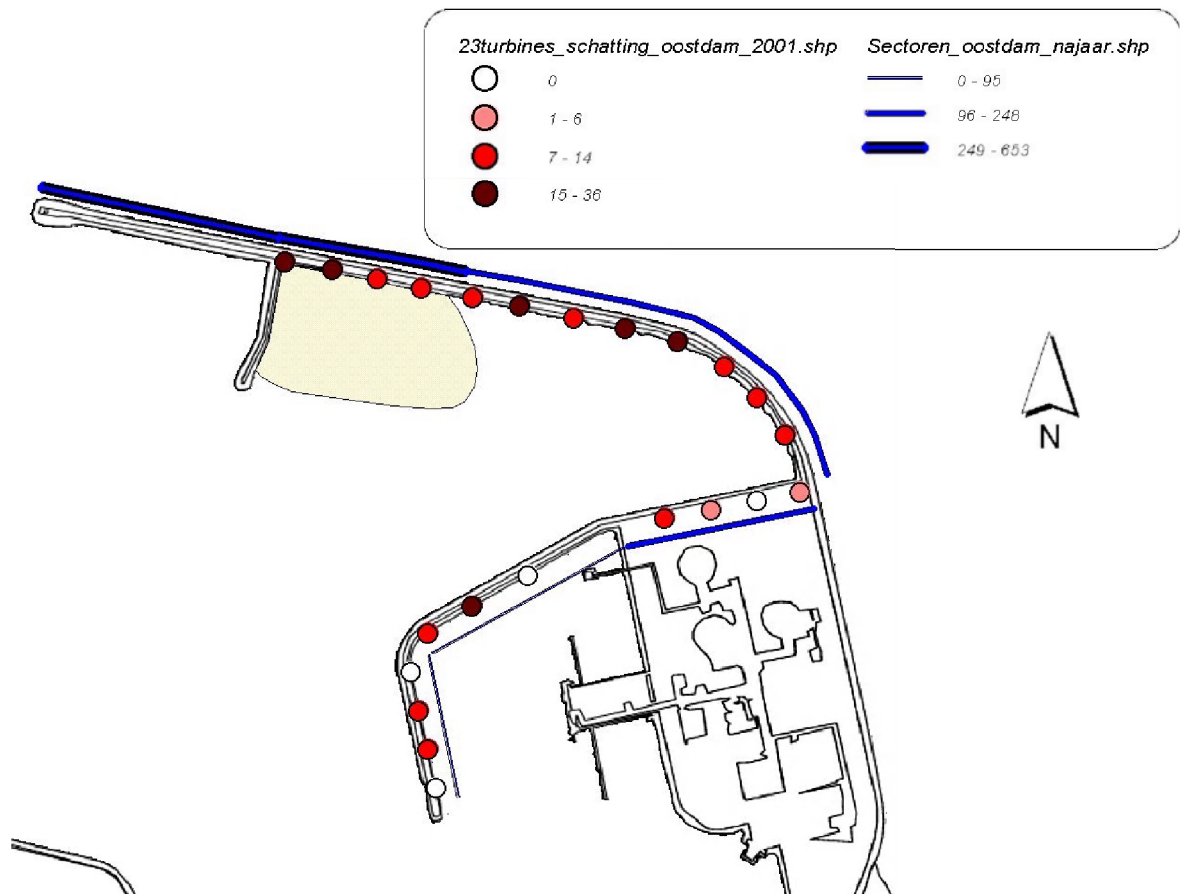 23turbines_schatting_oostdam_2001.shp
0
1 - 6
7 - 14
15 - 36
Sectoren_oostdam_najaar.shp
0 - 95
96 - 248
249 - 653
N